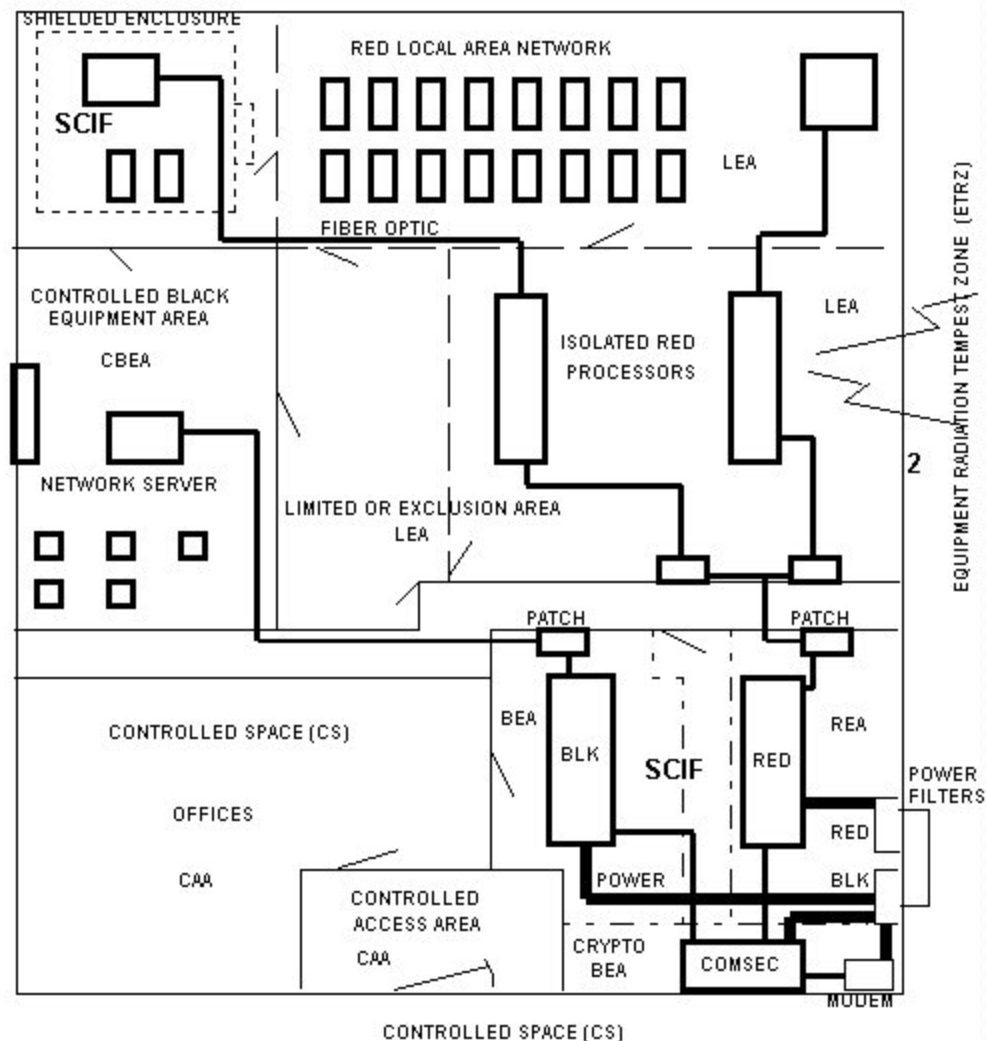 SHIELDED ENCLOSURE
RED LOCAL AREA NETWORK
SCIF
LEA
FIBER OPTIC
EQUIPMENT RADIATION TEMPEST ZONE (ETRZ)
CONTROLLED BLACK
EQUIPMENT AREA
CBEA
LEA
ISOLATED RED
PROCESSORS
2
NETWORK SERVER
LIMITED OR EXCLUSION AREA
LEA
PATCH
PATCH
BEA
REA
CONTROLLED SPACE (CS)
BLK
SCIF
RED
POWER
FILTERS
OFFICES
RED
CAA
POWER
BLK
CONTROLLED
ACCESS AREA
CAA
CRYPTO
BEA
COMSEC
MODEM
CONTROLLED SPACE (CS)